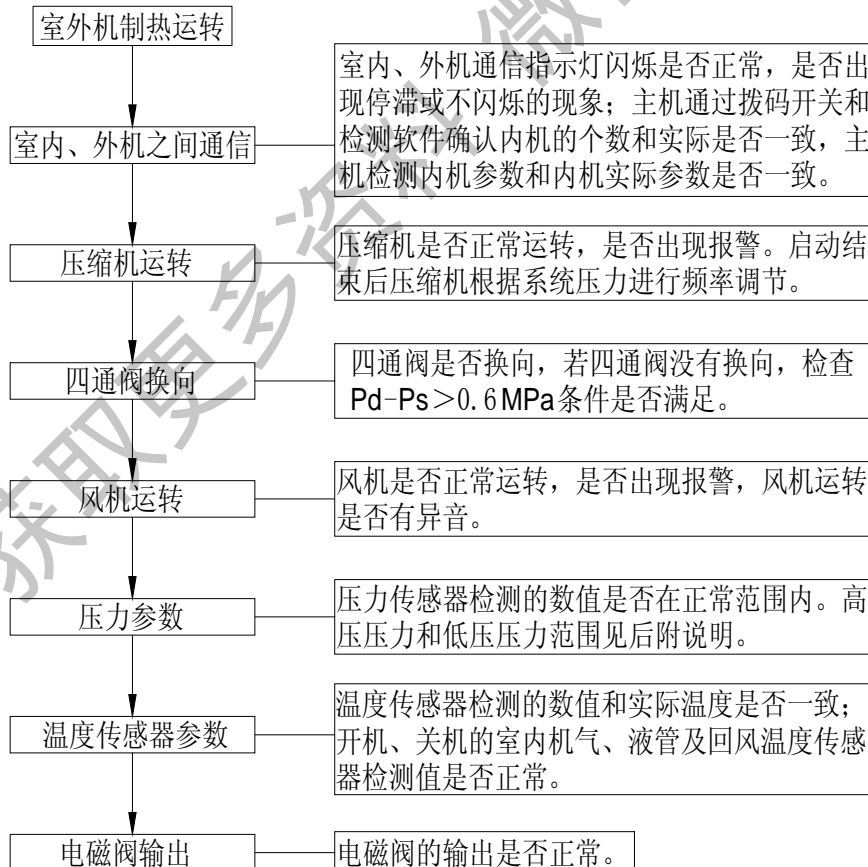 室外机制热运转
室内、外机之间通信
室内、外机通信指示灯闪烁是否正常，是否出
现停滞或不闪烁的现象；主机通过拨码开关和
检测软件确认内机的个数和实际是否一致，主
机检测内机参数和内机实际参数是否一致。
压缩机运转
压缩机是否正常运转，是否出现报警。启动结
束后压缩机根据系统压力进行频率调节。
四通阀换向
四通阀是否换向，若四通阀没有换向，检查
Pd-Ps＞0.6MPa条件是否满足。
风机运转
风机是否正常运转，是否出现报警，风机运转
是否有异音。
压力参数
压力传感器检测的数值是否在正常范围内。高
压压力和低压压力范围见后附说明。
温度传感器参数
温度传感器检测的数值和实际温度是否一致；
开机、关机的室内机气、液管及回风温度传感
器检测值是否正常。
电磁阀输出
电磁阀的输出是否正常。
获取更多资料 微